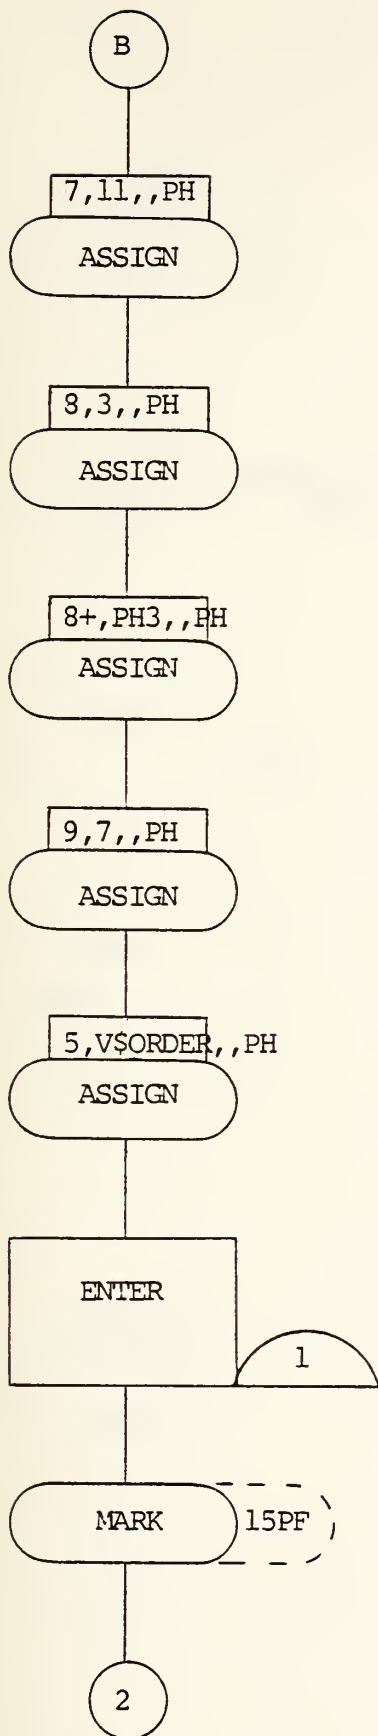 B
7,11,,PH
ASSIGN
8,3,,PH
ASSIGN
8+,PH3,,PH
ASSIGN
9,7,,PH
ASSIGN
5,V$ORDER,,PH
ASSIGN
ENTER
1
MARK 15PF
2